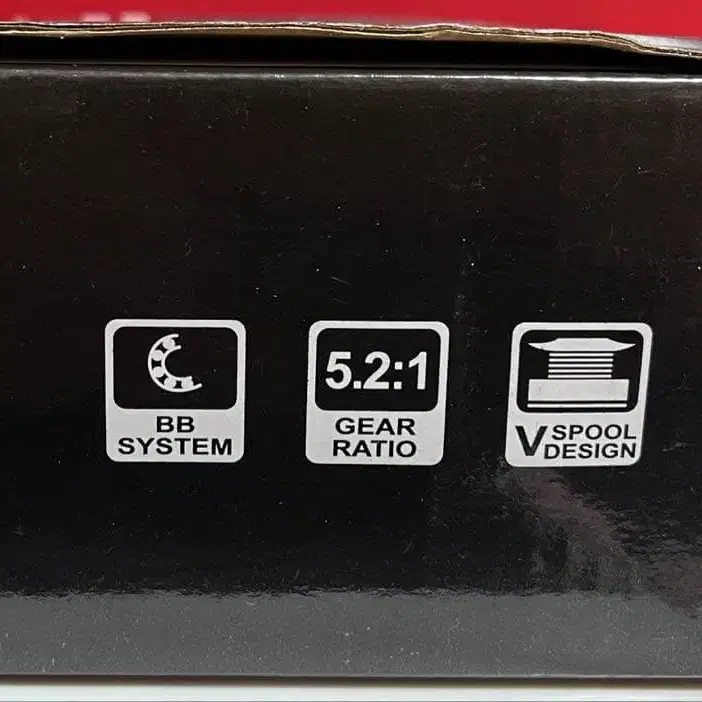 BB
SYSTEM
5.2:1
GEAR
RATIO
V SPOOL
DESIGN